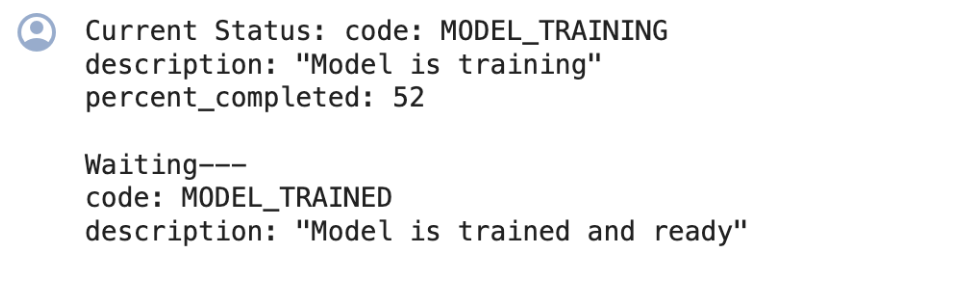 Current Status: code: MODEL_TRAINING
description: "Model is training"
percent_completed: 52
Waiting---
code: MODEL_TRAINED
description: "Model is trained and ready"